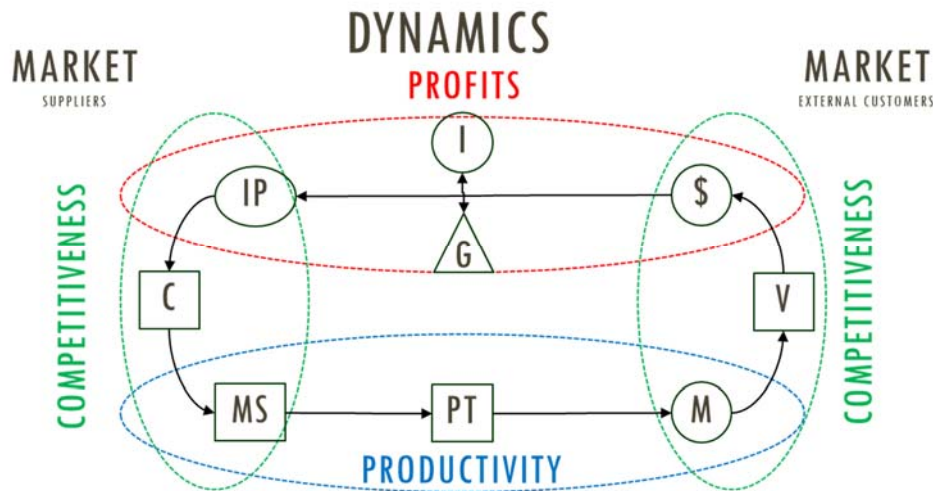 DYNAMICS
MARKET
SUPPLIERS
PROFITS
MARKET
EXTERNAL CUSTOMERS
I
IP
$
G
COMPETITIVENESS
C
V
COMPETITIVENESS
MS
PT
M
PRODUCTIVITY